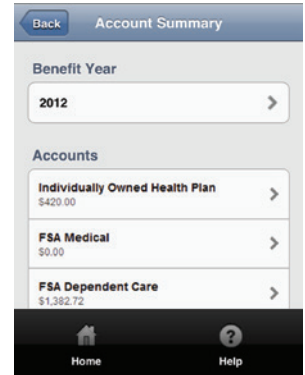 Back Account Summary
Benefit Year
2012
Accounts
Individually Owned Health Plan
$420.00
FSA Medical
$0.00
FSA Dependent Care
$1,382.72
Home Help